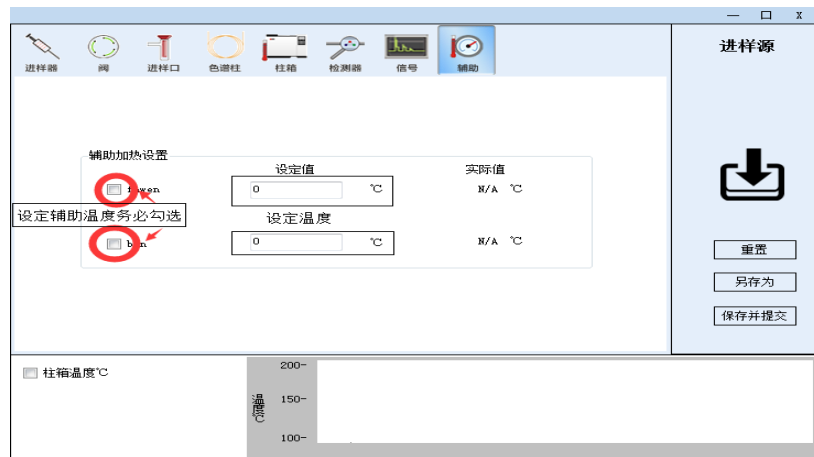 — 口 x
进样器 阀 进样口 色谱柱 柱箱 检测器 信号 辅助
进样源
辅助加热设置
设定值 实际值
0 ℃ N/A ℃
设定辅助温度务必勾选 设定温度
0 ℃ N/A ℃
重置
另存为
保存并提交
柱箱温度℃
温度℃
200-
150-
100-